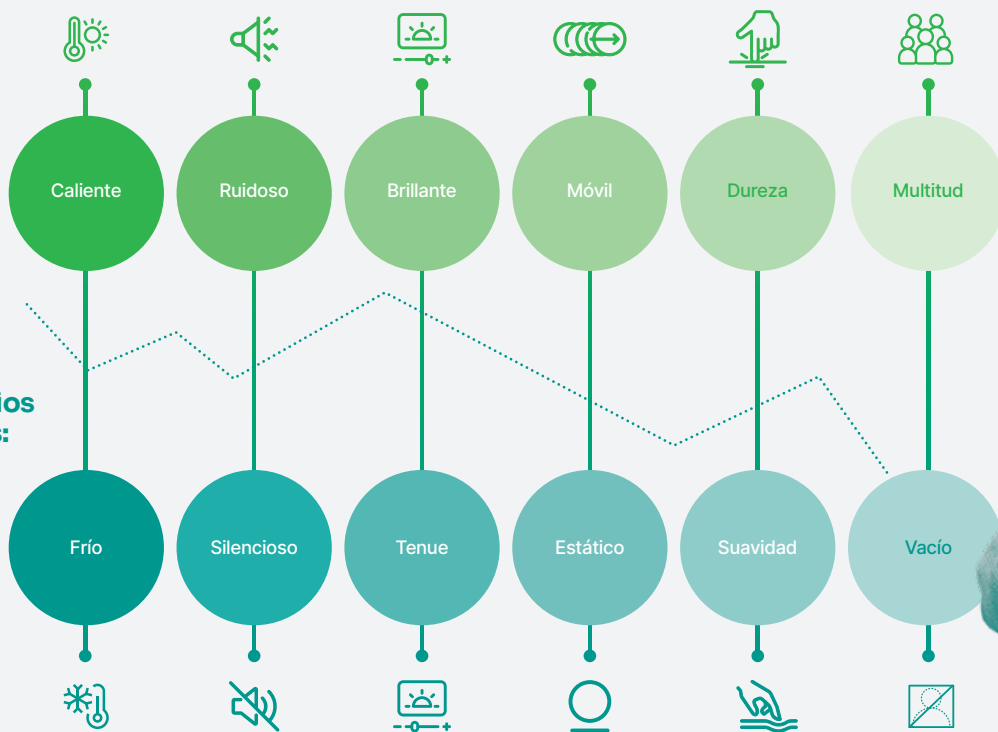 Caliente
Ruidoso
Brillante
Móvil
Dureza
Multitud
Frío
Silencioso
Tenue
Estático
Suavidad
Vacío